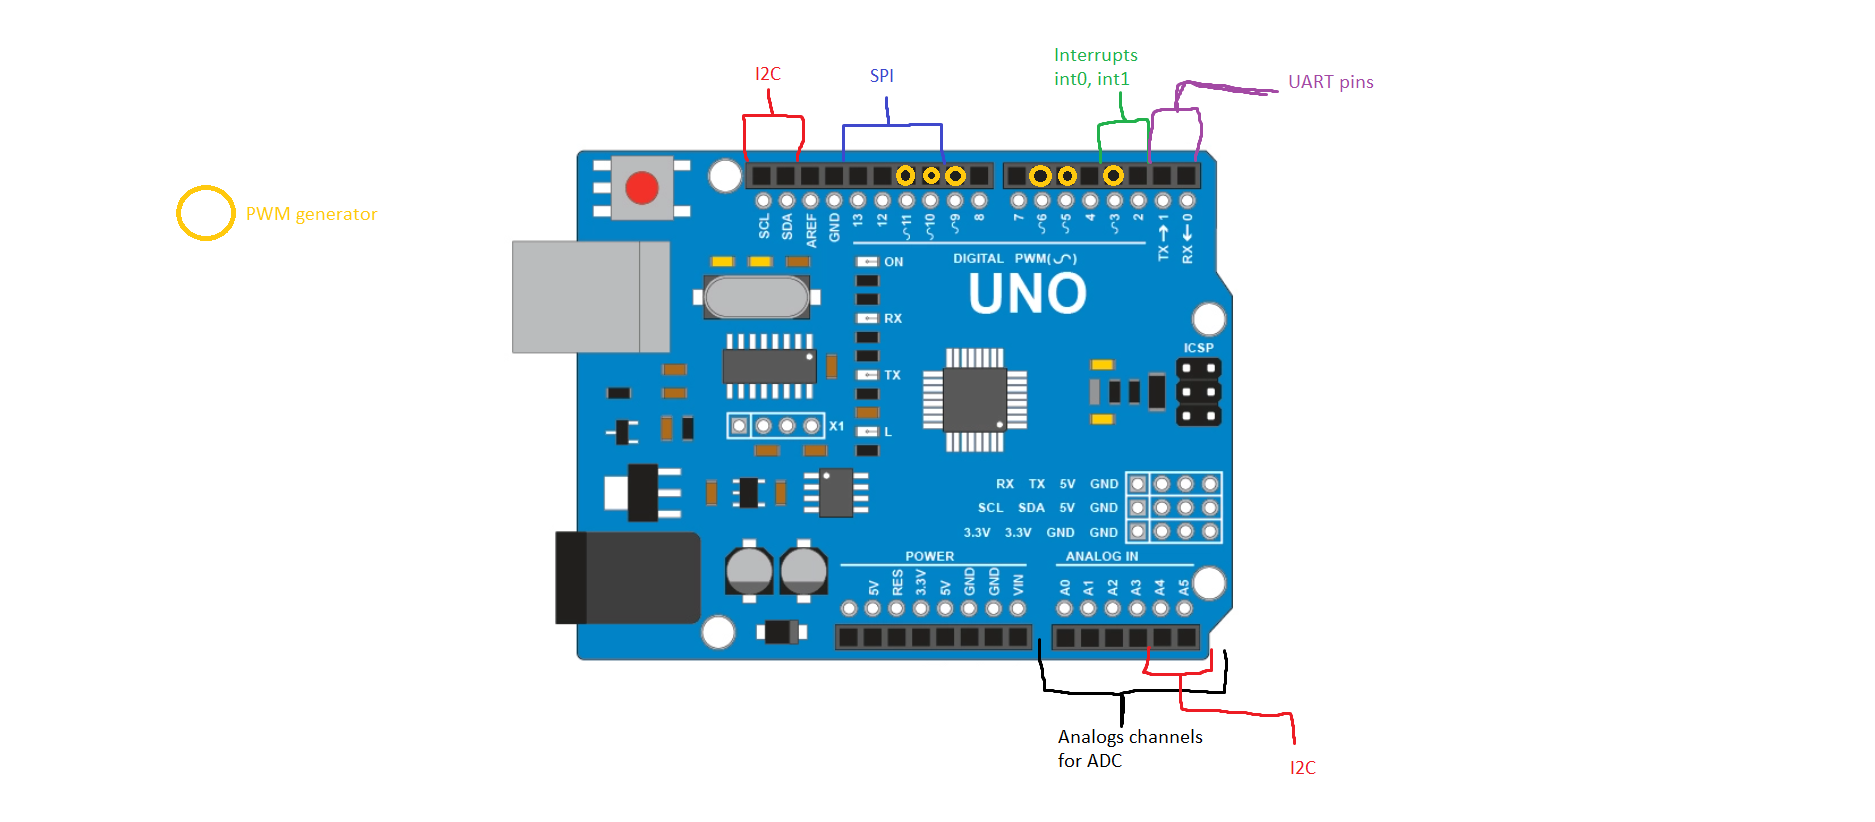 Interrupts
int0, int1
I2C
SPI
UART pins
PWM generator
SCL
SDA
AREF
GND
13
12
~11
~10
~9
8
7
~6
~5
4
~3
2
TX→1
RX←0
DIGITAL PWM(~)
UNO
ON
RX
TX
L
X1
ICSP
RX TX 5V GND
SCL SDA 5V GND
3.3V 3.3V GND GND
POWER
ANALOG IN
5V
RES
3.3V
5V
GND
GND
VIN
A0
A1
A2
A3
A4
A5
Analogs channels
for ADC
I2C